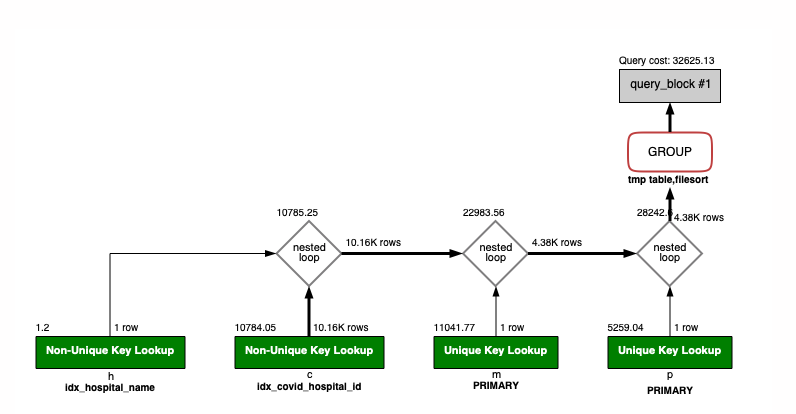 Query cost: 32625.13
query_block #1
GROUP
tmp table,filesort
10785.25
22983.56
28242.
4.38K rows
10.16K rows
4.38K rows
nested
loop
nested
loop
nested
loop
1.2
1 row
10784.05
10.16K rows
11041.77
1 row
5259.04
1 row
Non-Unique Key Lookup
Non-Unique Key Lookup
Unique Key Lookup
Unique Key Lookup
h
c
m
p
idx_hospital_name
idx_covid_hospital_id
PRIMARY
PRIMARY